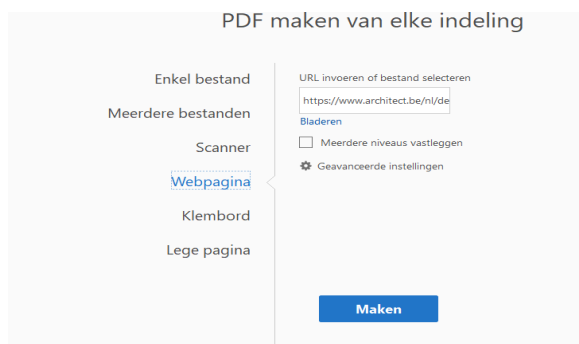 PDF maken van elke indeling
Enkel bestand
Meerdere bestanden
Scanner
Webpagina
Klembord
Lege pagina
URL invoeren of bestand selecteren
https://www.architect.be/nl/de
Bladeren
Meerdere niveaus vastleggen
Geavanceerde instellingen
Maken